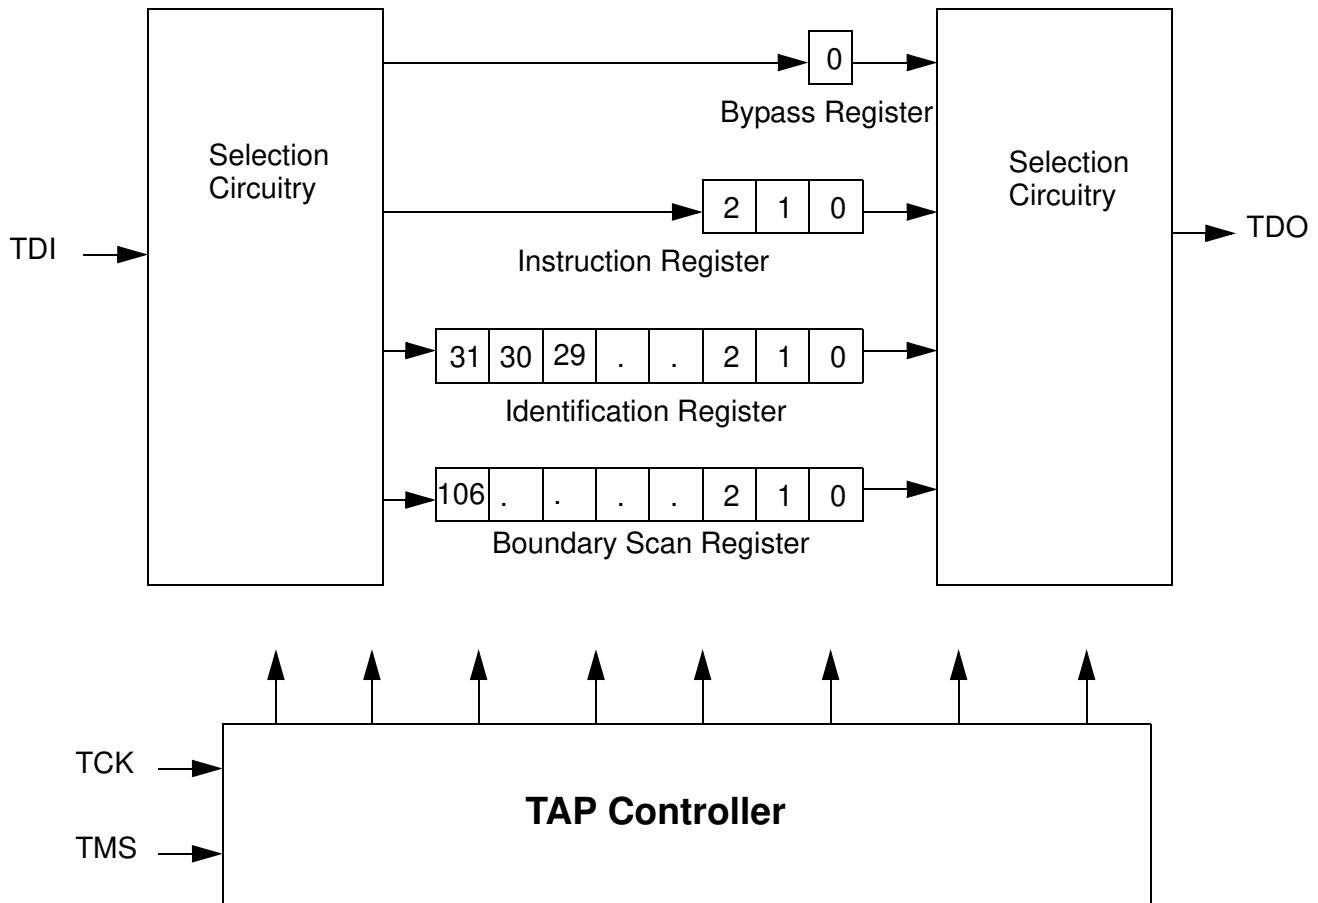 0
Bypass Register
Selection
Circuitry
Selection
Circuitry
2 1 0
TDI
TDO
Instruction Register
31 30 29 . . 2 1 0
Identification Register
106 . . . . 2 1 0
Boundary Scan Register
TCK
TAP Controller
TMS